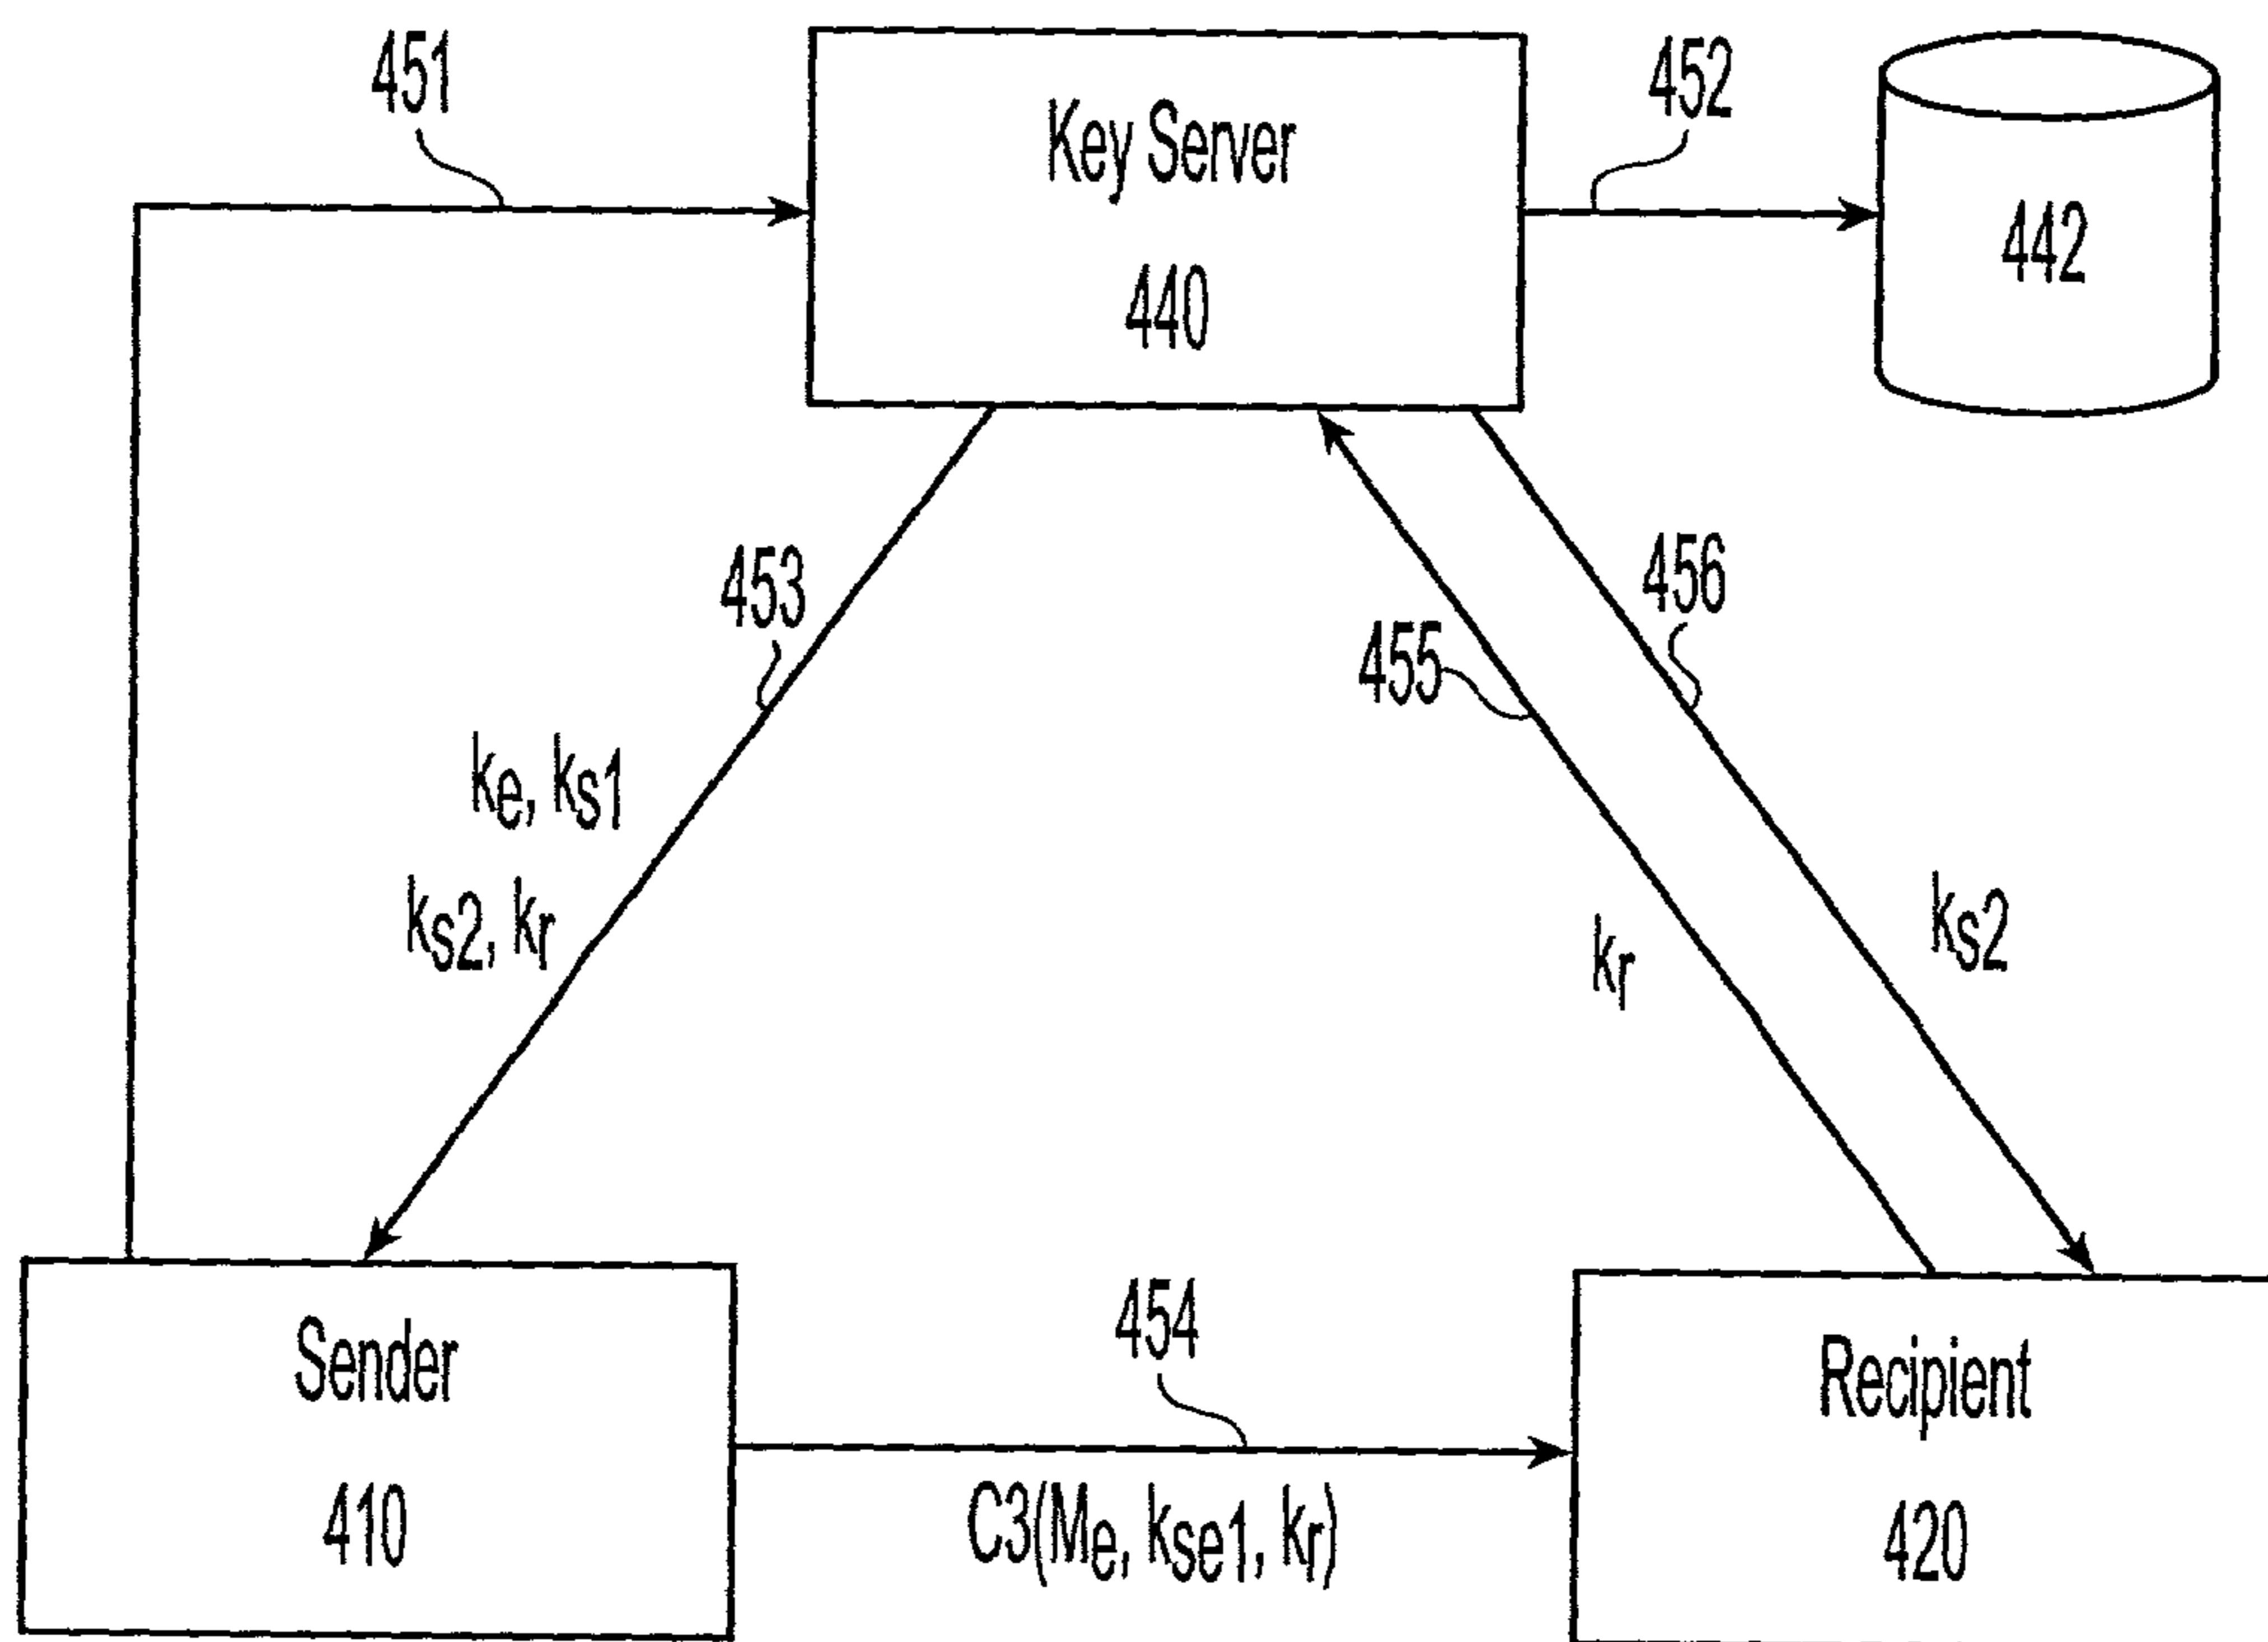 451
452
Key Server
440
442
453
456
455
ke, ks1
ks2, kr
kr
ks2
454
Sender
410
C3(Me, kse1, kr)
Recipient
420